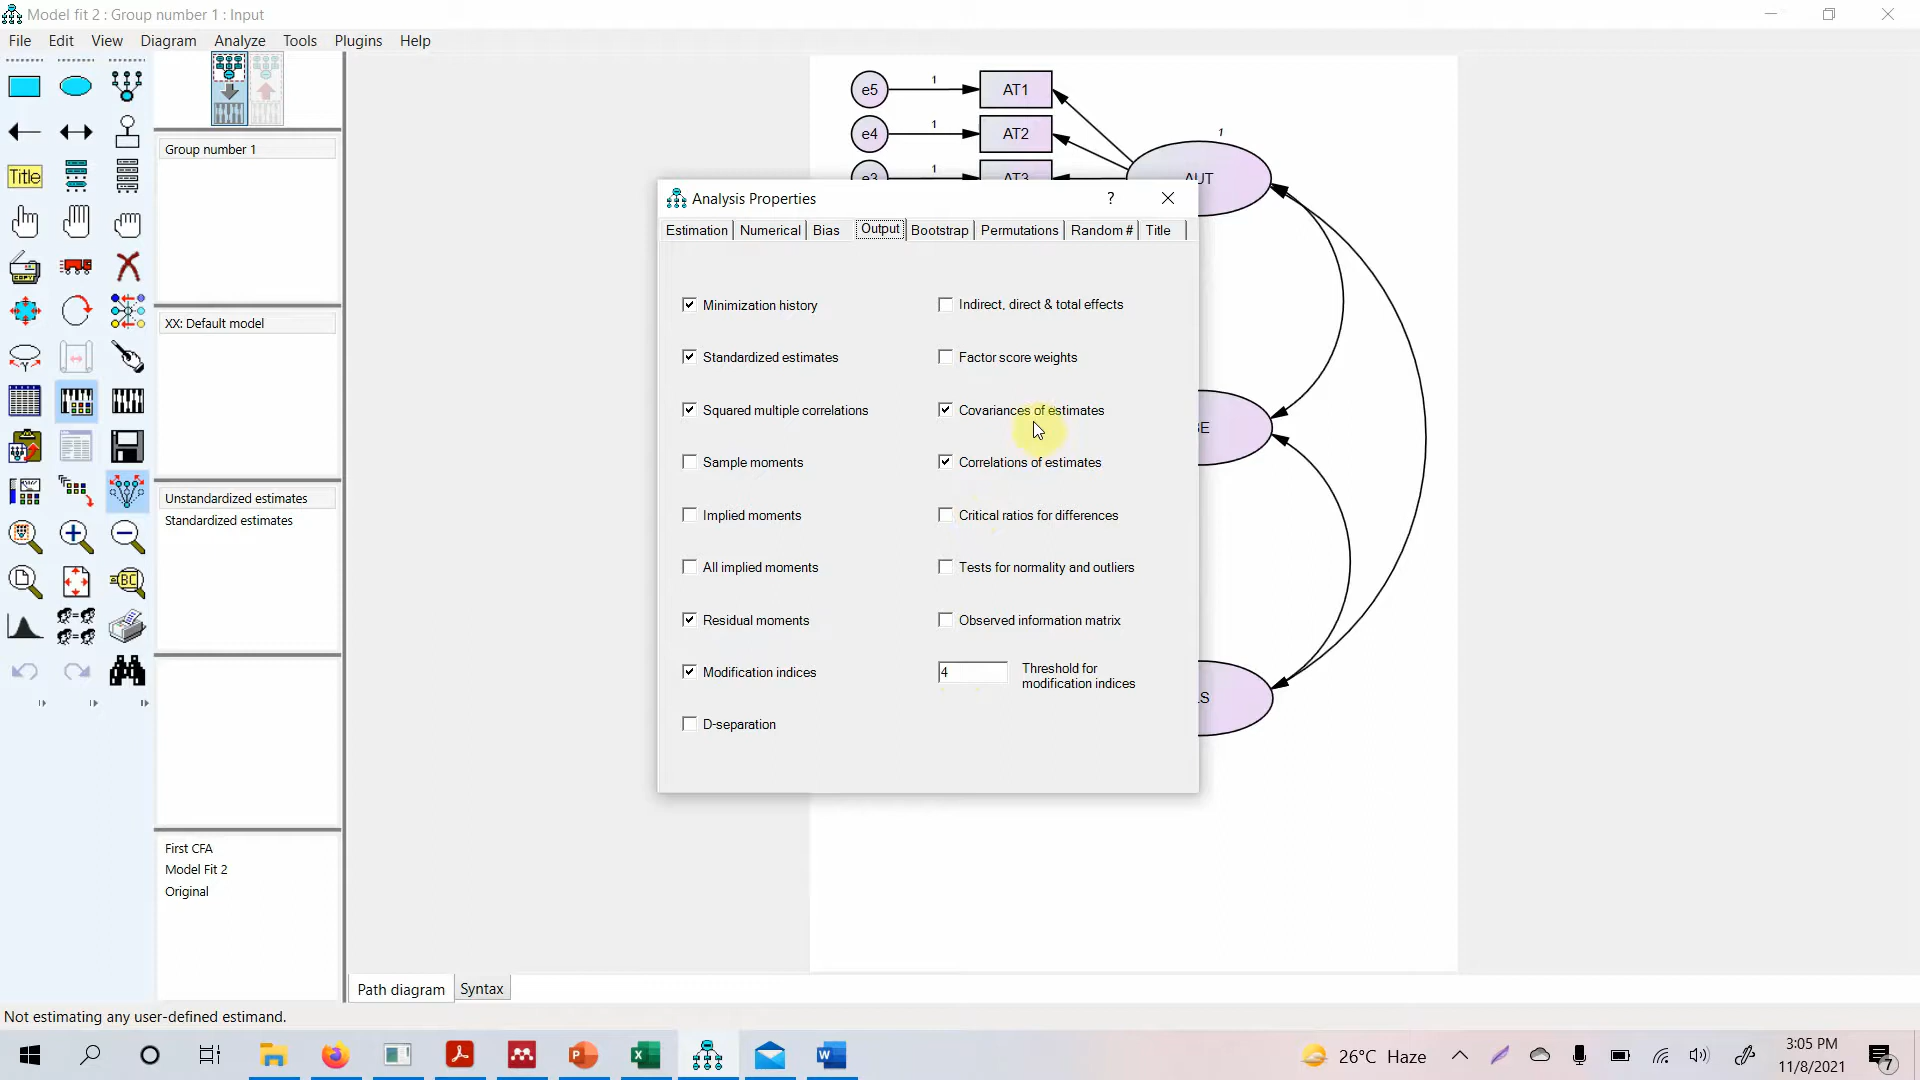 Model fit 2 : Group number 1 : Input
File Edit View Diagram Analyze Tools Plugins Help
Title
Group number 1
XX: Default model
Unstandardized estimates
Standardized estimates
First CFA
Model Fit 2
Original
e5 1 AT1
e4 1 AT2
e3 1 AT3
1
AUT
Analysis Properties
Estimation Numerical Bias Output Bootstrap Permutations Random # Title
Minimization history
Indirect, direct & total effects
Standardized estimates
Factor score weights
Squared multiple correlations
Covariances of estimates
Sample moments
Correlations of estimates
Implied moments
Critical ratios for differences
All implied moments
Tests for normality and outliers
Residual moments
Observed information matrix
Modification indices
4
Threshold for
modification indices
D-separation
Path diagram Syntax
Not estimating any user-defined estimand.
26°C Haze
3:05 PM
11/8/2021
7